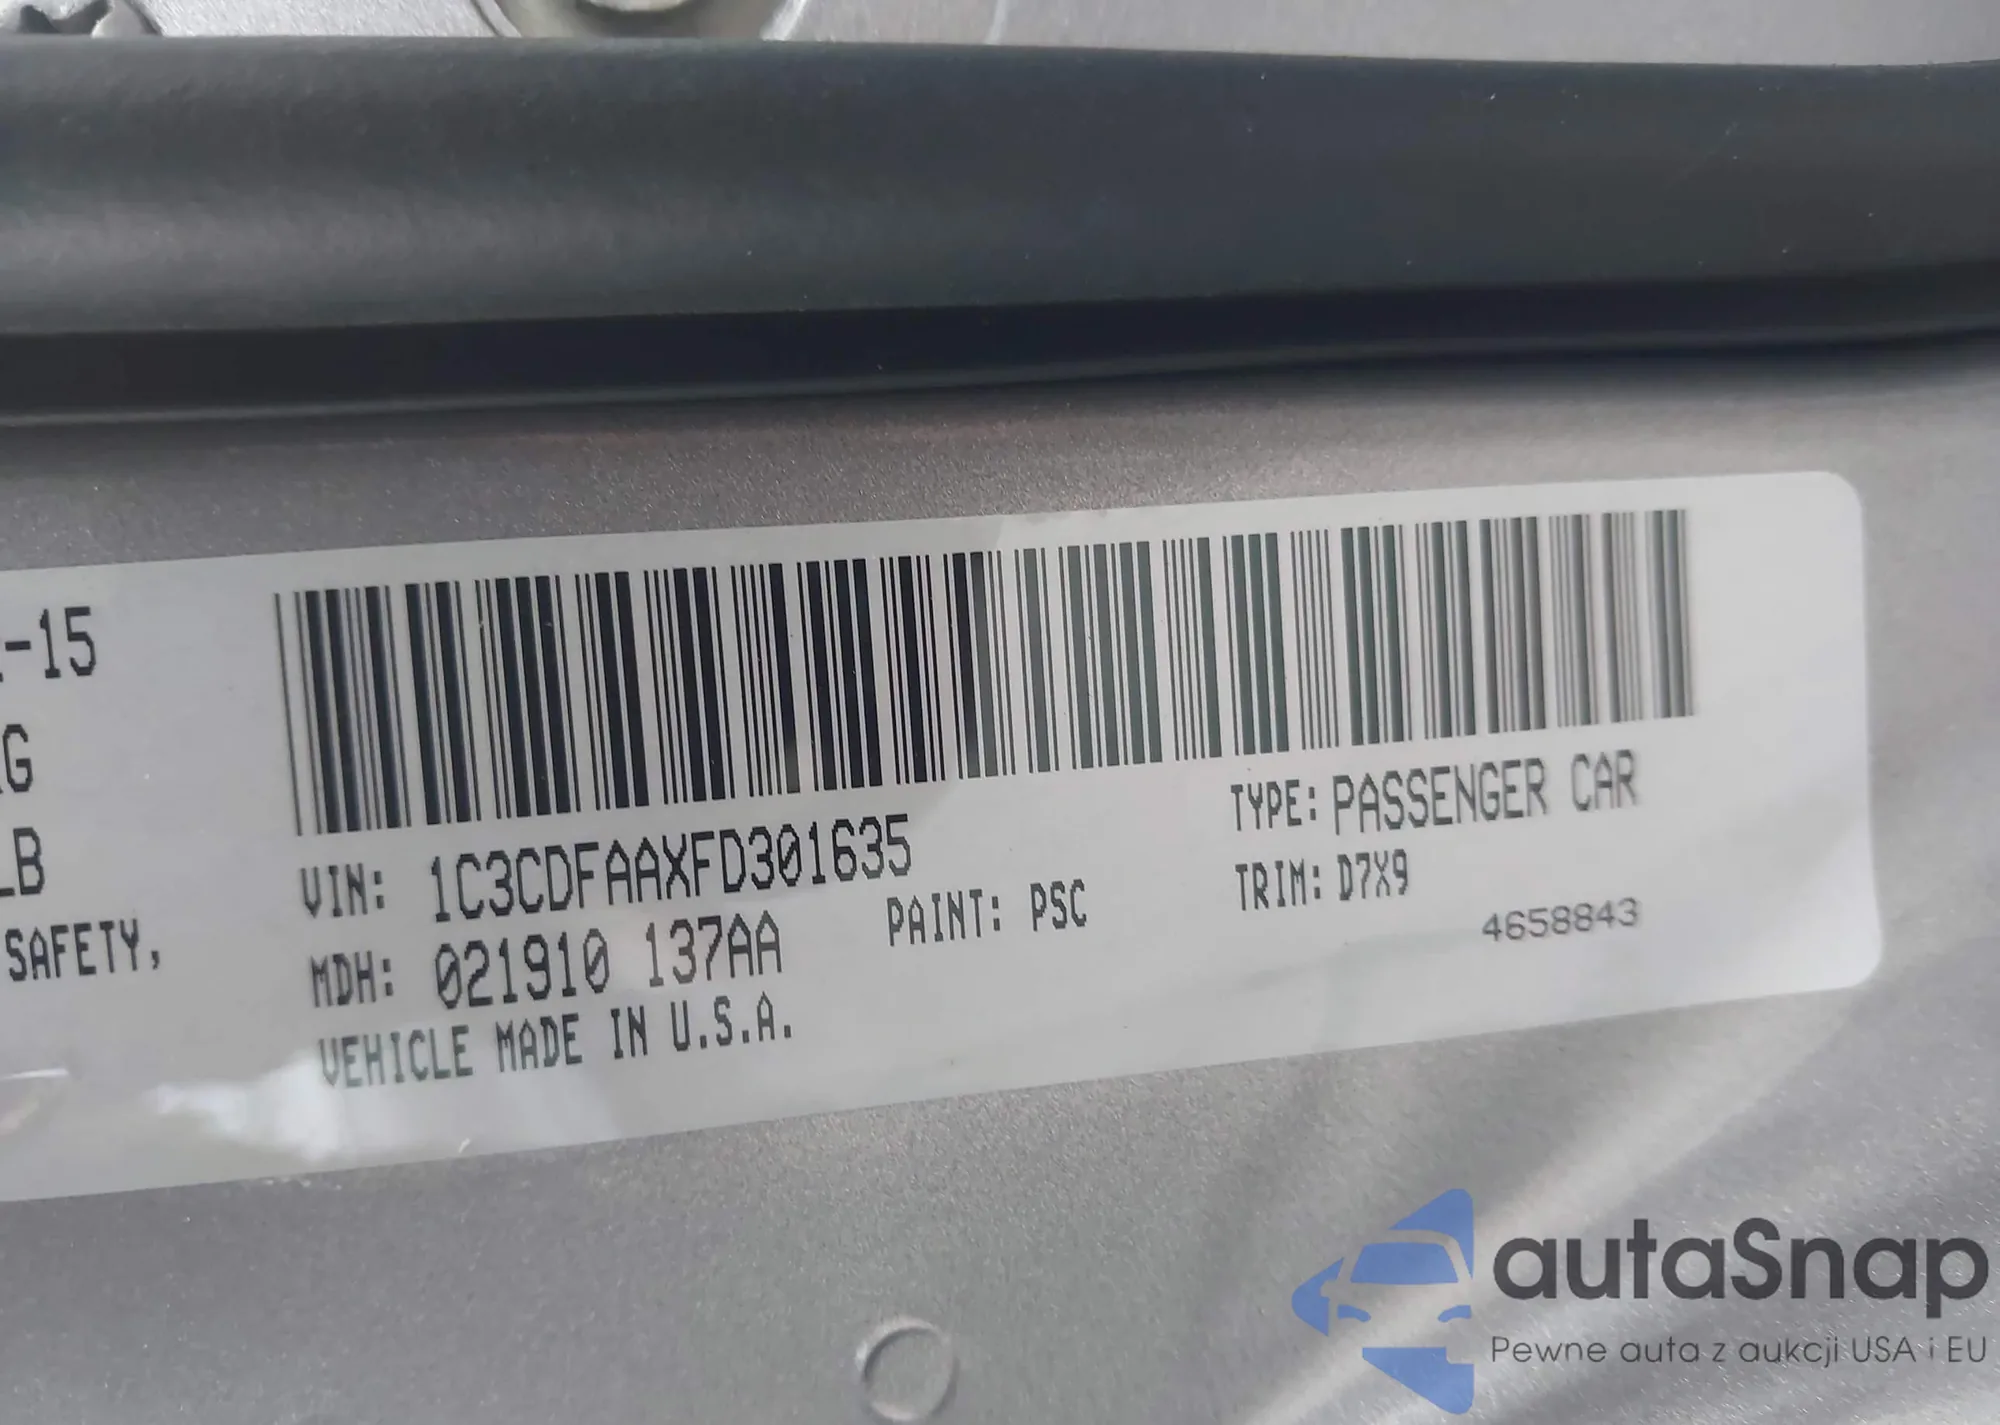 -15
G
LB
SAFETY,
VIN: 1C3CDFAAXFD301635
TYPE: PASSENGER CAR
MDH: 021910 137AA
PAINT: PSC
TRIM: D7X9
VEHICLE MADE IN U.S.A.
4658843
autaSnap
Pewne auta z aukcji USA i EU